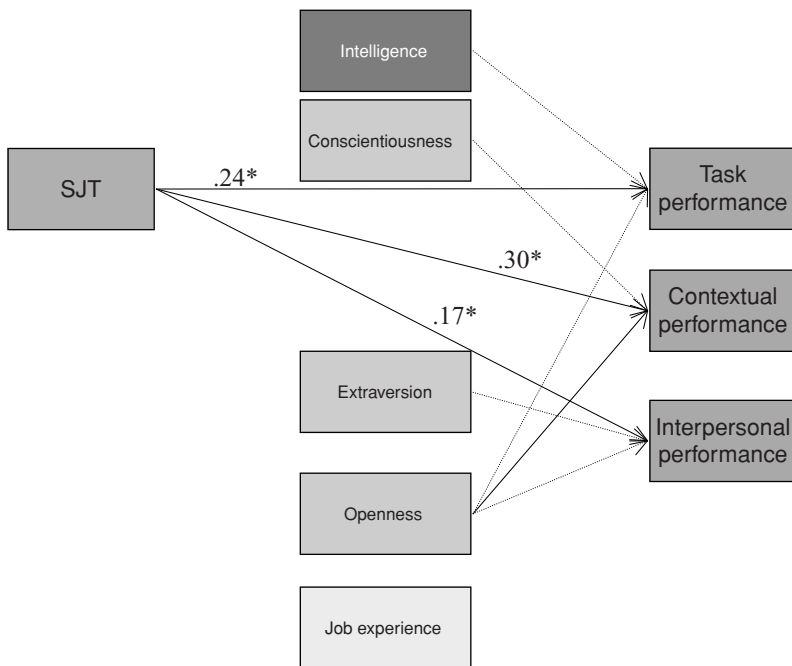 Intelligence
Conscientiousness
SJT
.24*
Task
performance
.30*
Contextual
performance
.17*
Extraversion
Interpersonal
performance
Openness
Job experience